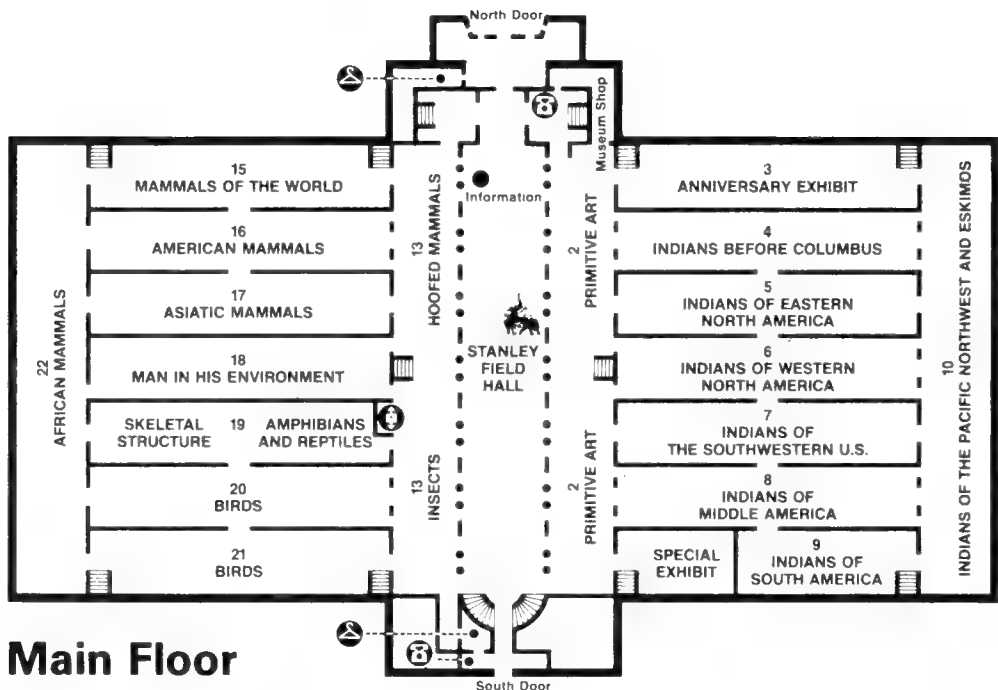 North Door
Museum Shop
Information
15
MAMMALS OF THE WORLD
16
AMERICAN MAMMALS
17
ASIATIC MAMMALS
18
MAN IN HIS ENVIRONMENT
SKELETAL
STRUCTURE
19
AMPHIBIANS
AND REPTILES
20
BIRDS
21
BIRDS
22
AFRICAN MAMMALS
13
HOOFED MAMMALS
13
INSECTS
STANLEY
FIELD
HALL
2
PRIMITIVE ART
2
PRIMITIVE ART
3
ANNIVERSARY EXHIBIT
4
INDIANS BEFORE COLUMBUS
5
INDIANS OF EASTERN
NORTH AMERICA
6
INDIANS OF WESTERN
NORTH AMERICA
7
INDIANS OF
THE SOUTHWESTERN U.S.
8
INDIANS OF
MIDDLE AMERICA
SPECIAL
EXHIBIT
9
INDIANS OF
SOUTH AMERICA
10
INDIANS OF THE PACIFIC NORTHWEST AND ESKIMOS
Main Floor
South Door